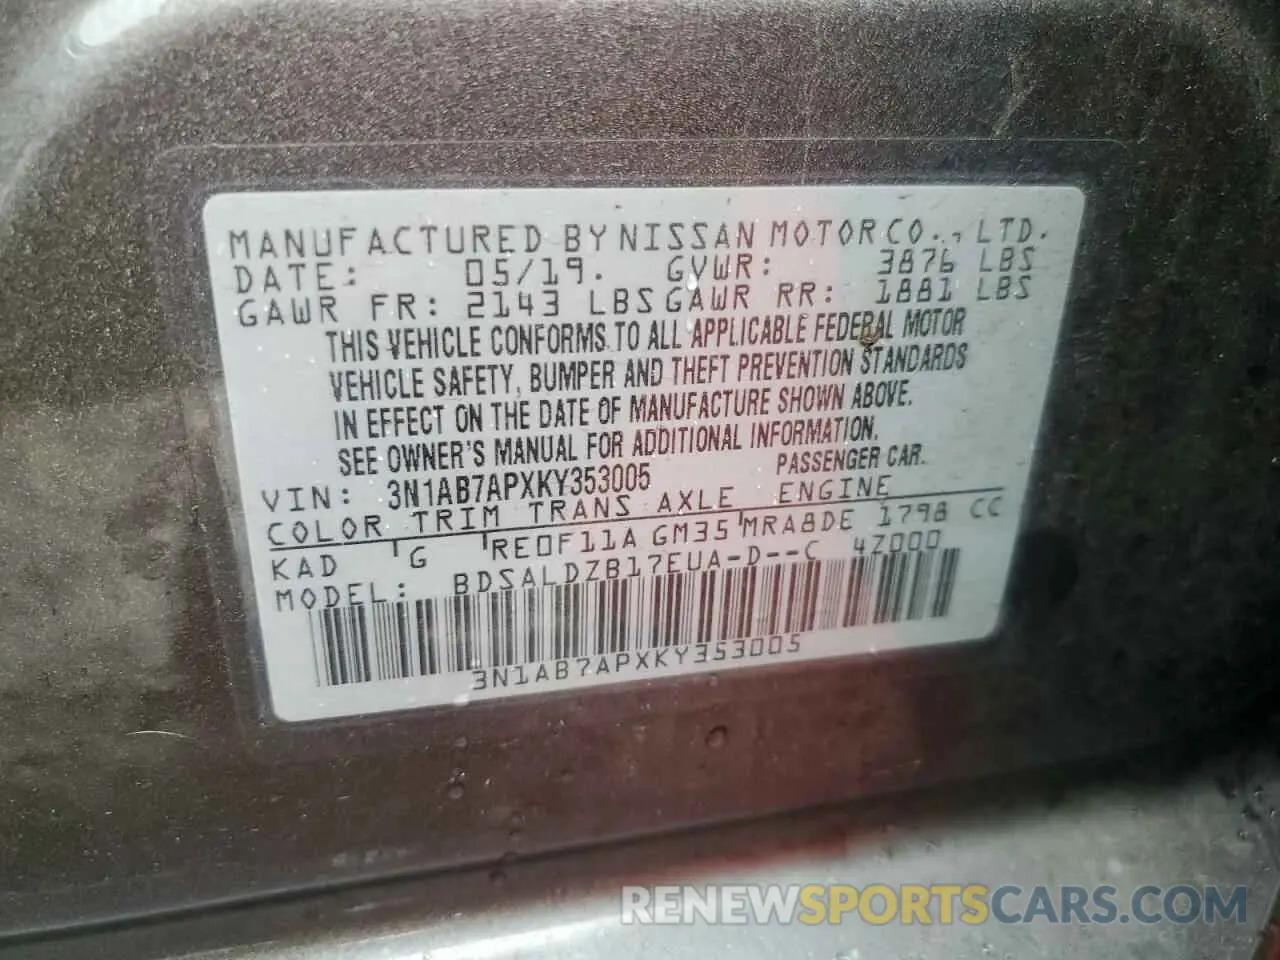 MANUFACTURED BY NISSAN MOTOR CO., LTD.
DATE: 05/19. GVWR: 3876 LBS
GAWR FR: 2143 LBS GAWR RR: 1881 LBS
THIS VEHICLE CONFORMS TO ALL APPLICABLE FEDERAL MOTOR
VEHICLE SAFETY, BUMPER AND THEFT PREVENTION STANDARDS
IN EFFECT ON THE DATE OF MANUFACTURE SHOWN ABOVE.
SEE OWNER'S MANUAL FOR ADDITIONAL INFORMATION.
VIN: 3N1AB7APXKY353005 PASSENGER CAR.
COLOR TRIM TRANS AXLE ENGINE
KAD G RE0F11A GM35 MRA8DE 1798 CC
MODEL: BDSALDZB17EUA-D--C 4Z000
3N1AB7APXKY353005
RENEWSPORTSCARS.COM